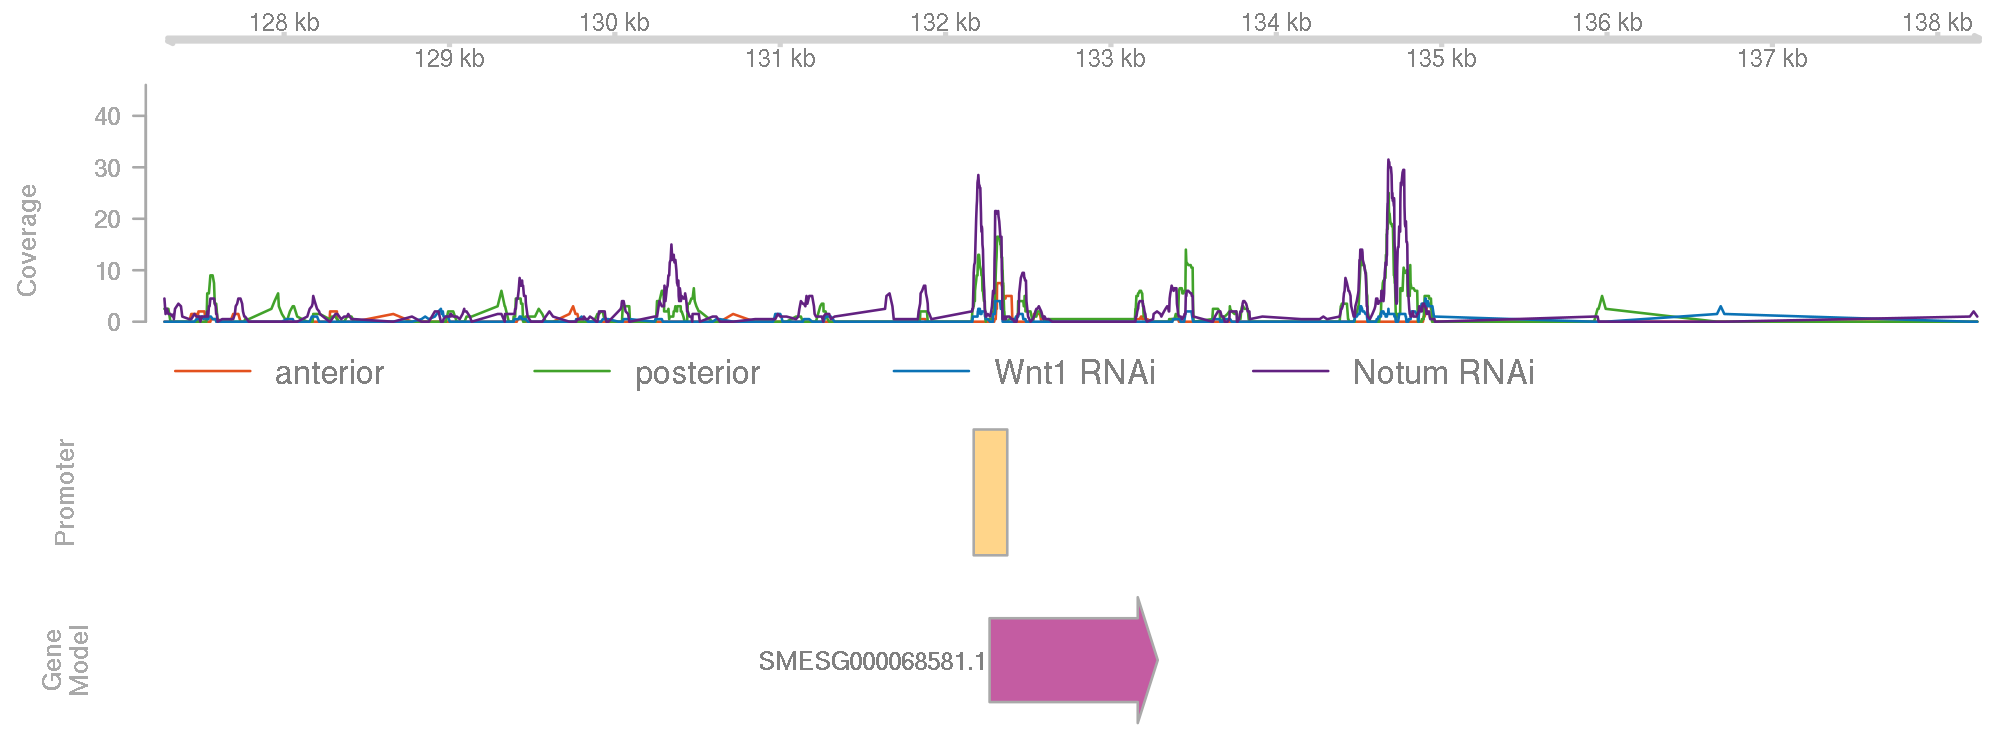 128 kb 130 kb 132 kb 134 kb 136 kb 138 kb
129 kb 131 kb 133 kb 135 kb 137 kb
Coverage
40
30
20
10
0
anterior posterior Wnt1 RNAi Notum RNAi
Promoter
Gene
Model
SMESG000068581.1